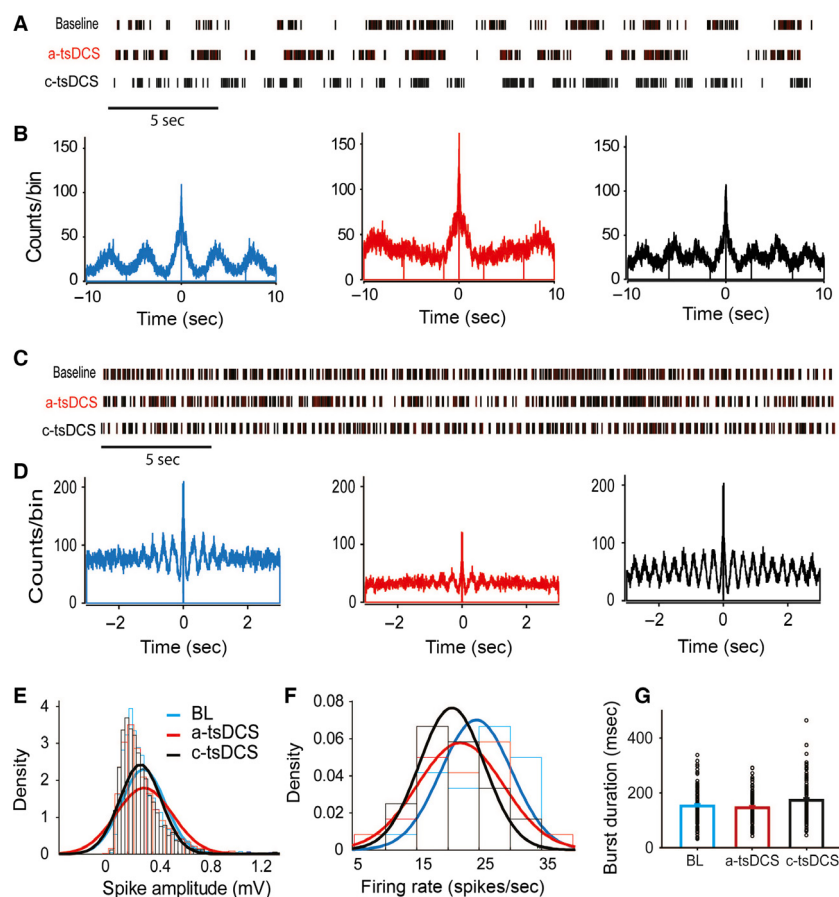 A
Baseline
a-tsDCS
c-tsDCS
5 sec
B
Counts/bin
150
100
50
0
−10
0
10
Time (sec)
150
100
50
0
−10
0
10
Time (sec)
150
100
50
0
−10
0
10
Time (sec)
C
Baseline
a-tsDCS
c-tsDCS
5 sec
D
Counts/bin
200
100
0
−2
0
2
Time (sec)
200
100
0
−2
0
2
Time (sec)
200
100
0
−2
0
2
Time (sec)
E
Density
4
3
2
1
0
0
0.4
0.8
1.2
Spike amplitude (mV)
BL
a-tsDCS
c-tsDCS
F
Density
0.08
0.06
0.04
0.02
0
5
15
25
35
Firing rate (spikes/sec)
G
Burst duration (msec)
400
200
0
BL
a-tsDCS
c-tsDCS